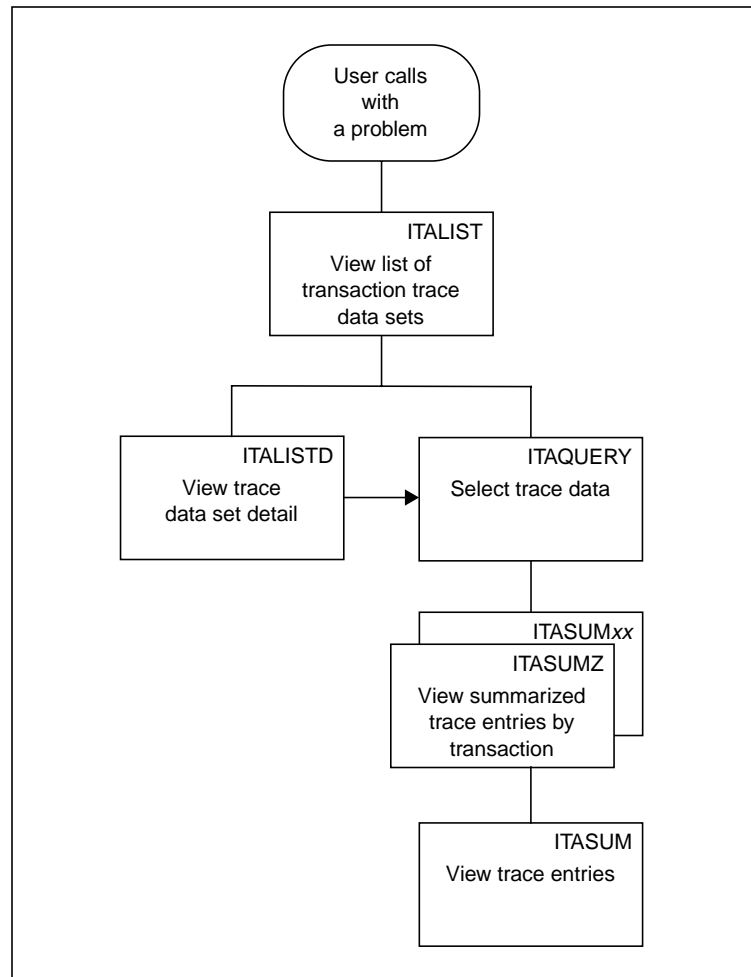 User calls
with
a problem
ITALIST
View list of
transaction trace
data sets
ITALISTD
View trace
data set detail
ITAQUERY
Select trace data
ITASUMxx
ITASUMZ
View summarized
trace entries by
transaction
ITASUM
View trace entries